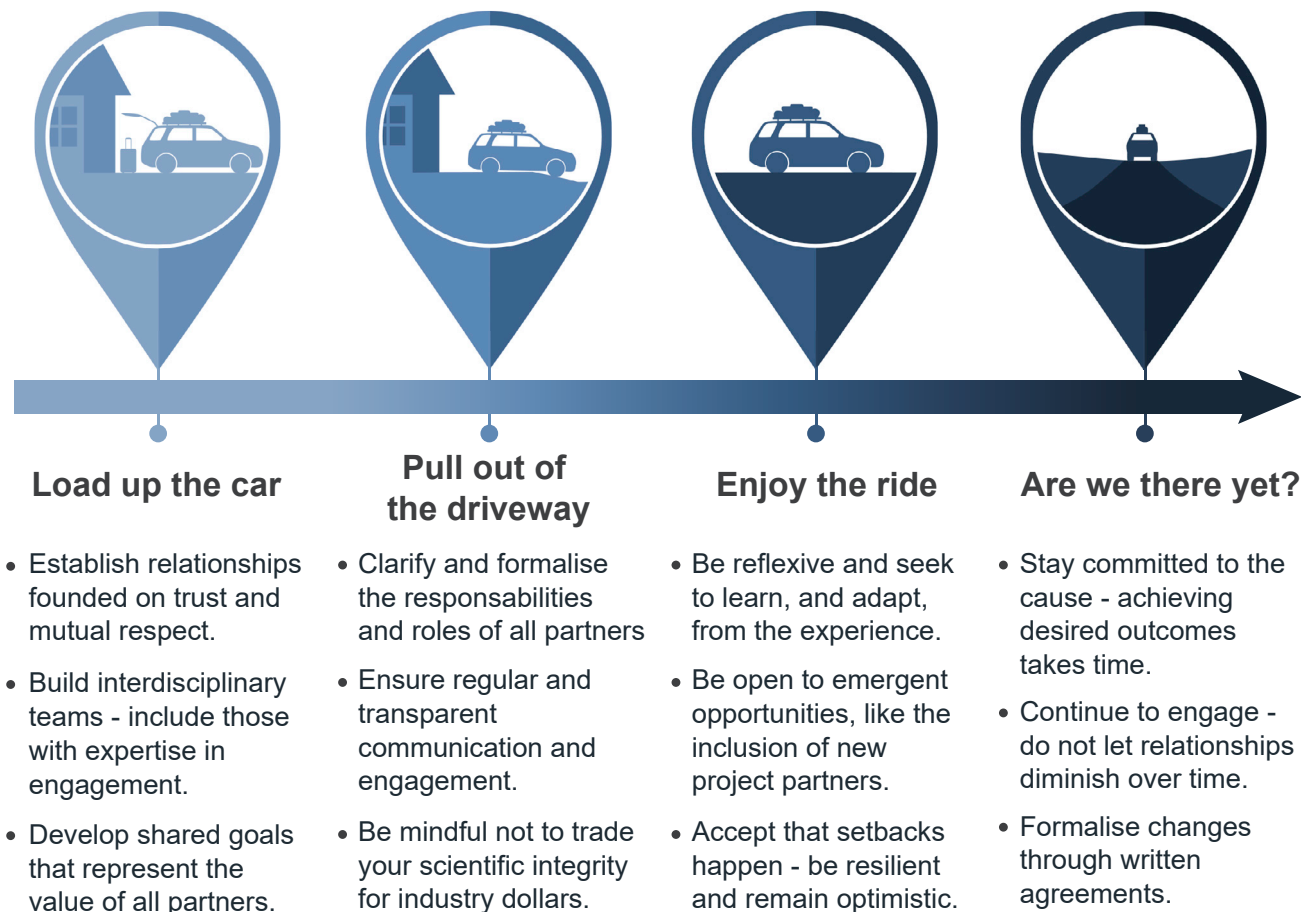 Load up the car
• Establish relationships
founded on trust and
mutual respect.
• Build interdisciplinary
teams - include those
with expertise in
engagement.
• Develop shared goals
that represent the
value of all partners.
Pull out of
the driveway
• Clarify and formalise
the responsabilities
and roles of all partners
• Ensure regular and
transparent
communication and
engagement.
• Be mindful not to trade
your scientific integrity
for industry dollars.
Enjoy the ride
• Be reflexive and seek
to learn, and adapt,
from the experience.
• Be open to emergent
opportunities, like the
inclusion of new
project partners.
• Accept that setbacks
happen - be resilient
and remain optimistic.
Are we there yet?
• Stay committed to the
cause - achieving
desired outcomes
takes time.
• Continue to engage -
do not let relationships
diminish over time.
• Formalise changes
through written
agreements.